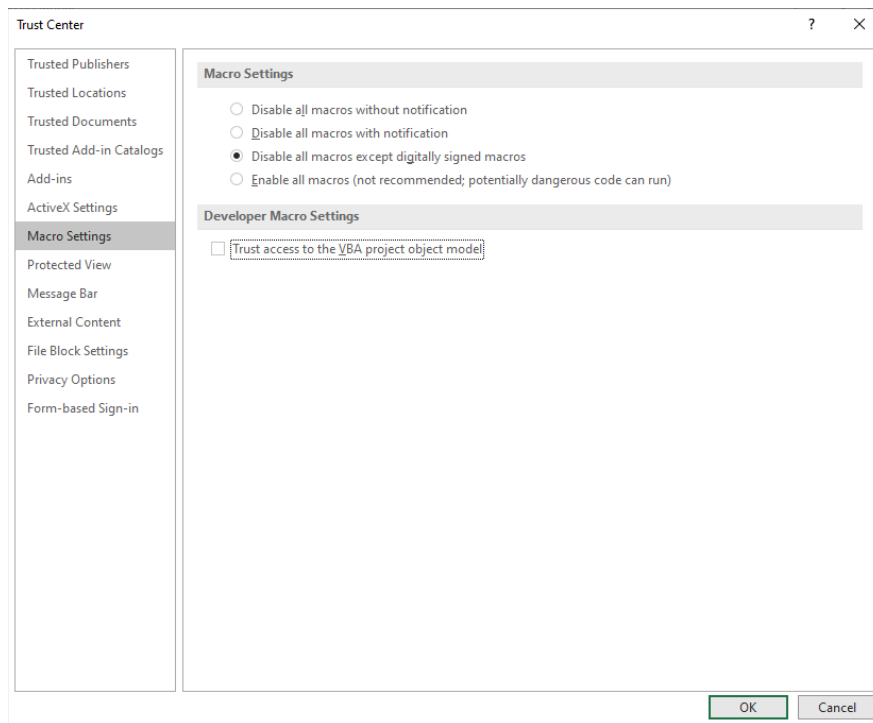 Trust Center
?
Trusted Publishers
Trusted Locations
Trusted Documents
Trusted Add-in Catalogs
Add-ins
ActiveX Settings
Macro Settings
Protected View
Message Bar
External Content
File Block Settings
Privacy Options
Form-based Sign-in
Macro Settings
Disable all macros without notification
Disable all macros with notification
Disable all macros except digitally signed macros
Enable all macros (not recommended; potentially dangerous code can run)
Developer Macro Settings
Trust access to the VBA project object model
OK
Cancel